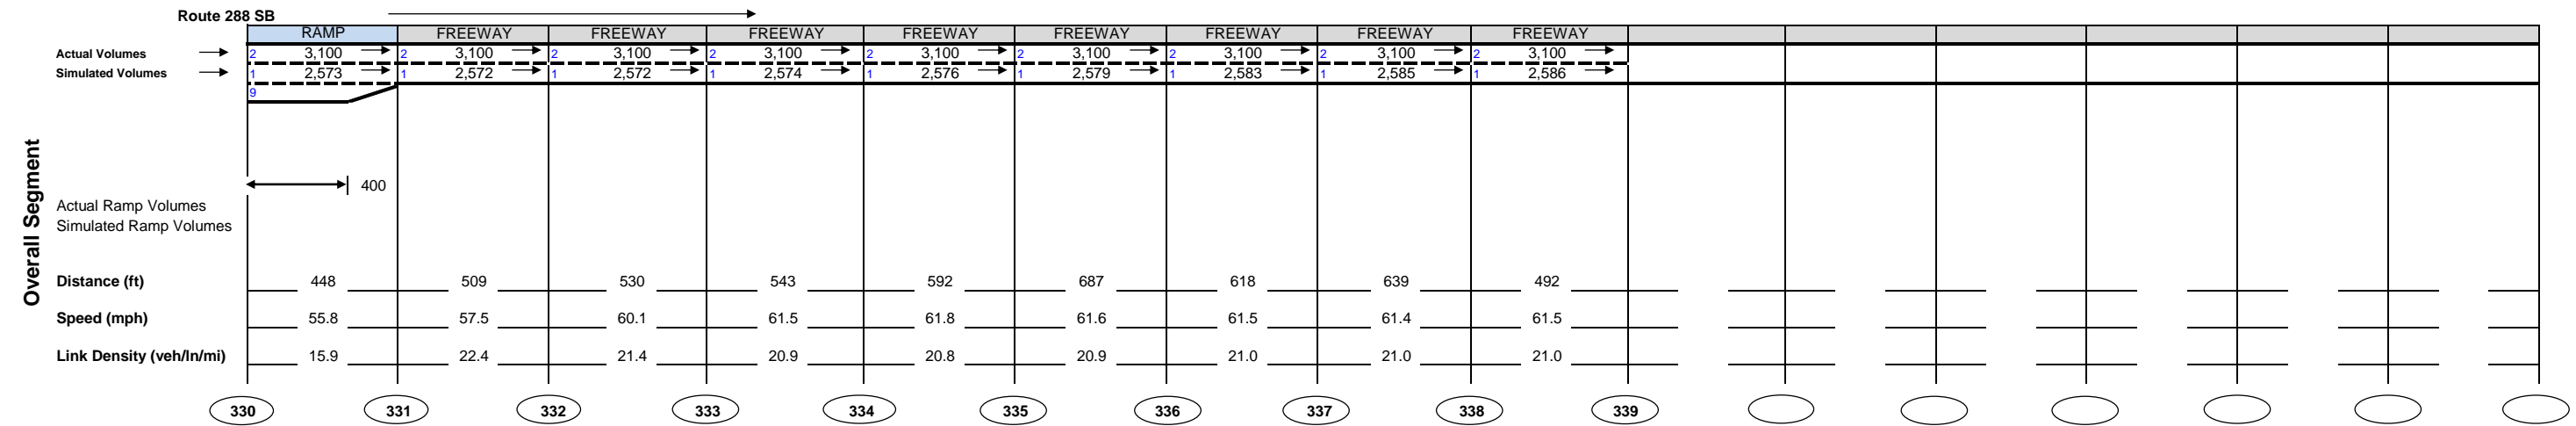 Route 288 SB
RAMP FREEWAY FREEWAY FREEWAY FREEWAY FREEWAY FREEWAY FREEWAY FREEWAY
Actual Volumes 2 3,100 2 3,100 2 3,100 2 3,100 2 3,100 2 3,100 2 3,100 2 3,100 2 3,100
Simulated Volumes 1 2,573 1 2,572 1 2,572 1 2,574 1 2,576 1 2,579 1 2,583 1 2,585 1 2,586
9
Overall Segment
400
Actual Ramp Volumes
Simulated Ramp Volumes
Distance (ft) 448 509 530 543 592 687 618 639 492
Speed (mph) 55.8 57.5 60.1 61.5 61.8 61.6 61.5 61.4 61.5
Link Density (veh/ln/mi) 15.9 22.4 21.4 20.9 20.8 20.9 21.0 21.0 21.0
330 331 332 333 334 335 336 337 338 339